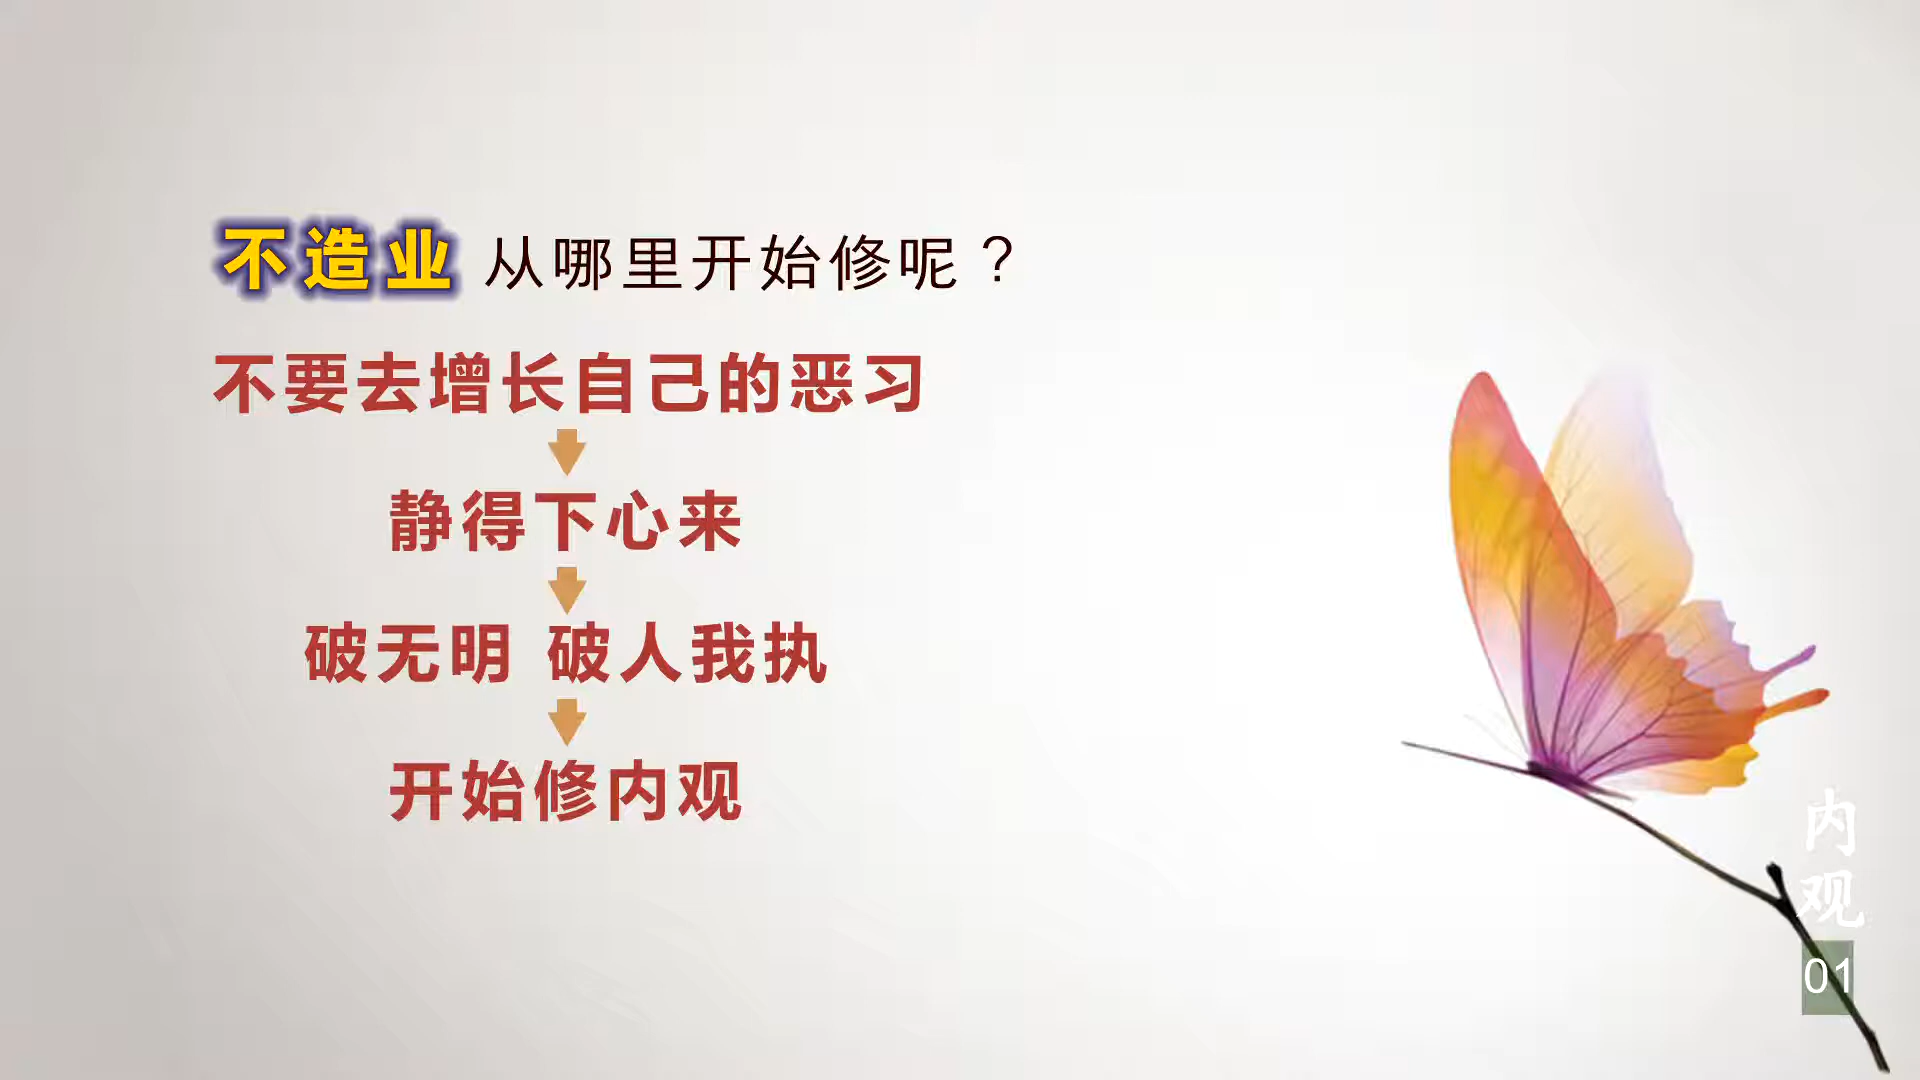 不造业 从哪里开始修呢？
不要去增长自己的恶习
静得下心来
破无明 破人我执
开始修内观
内观
01